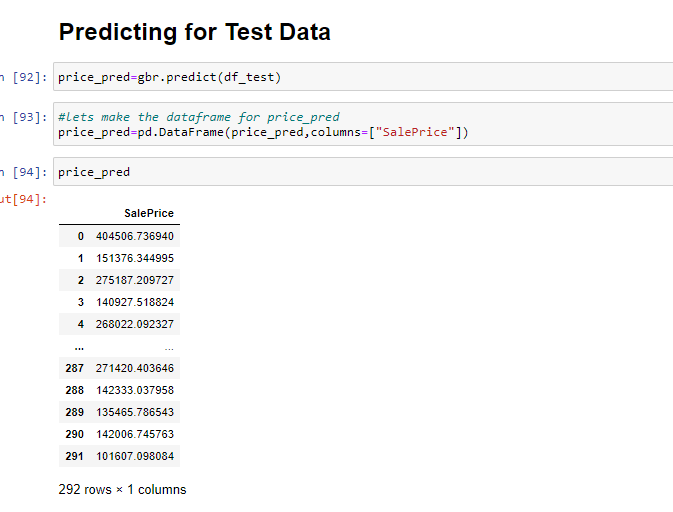 Predicting for Test Data
n [92]: price_pred=gbr.predict(df_test)
n [93]: #lets make the dataframe for price_pred
price_pred=pd.DataFrame(price_pred,columns=["SalePrice"])
n [94]: price_pred
ut[94]:
SalePrice
0 404506.736940
1 151376.344995
2 275187.209727
3 140927.518824
4 268022.092327
... ...
287 271420.403646
288 142333.037958
289 135465.786543
290 142006.745763
291 101607.098084
292 rows × 1 columns